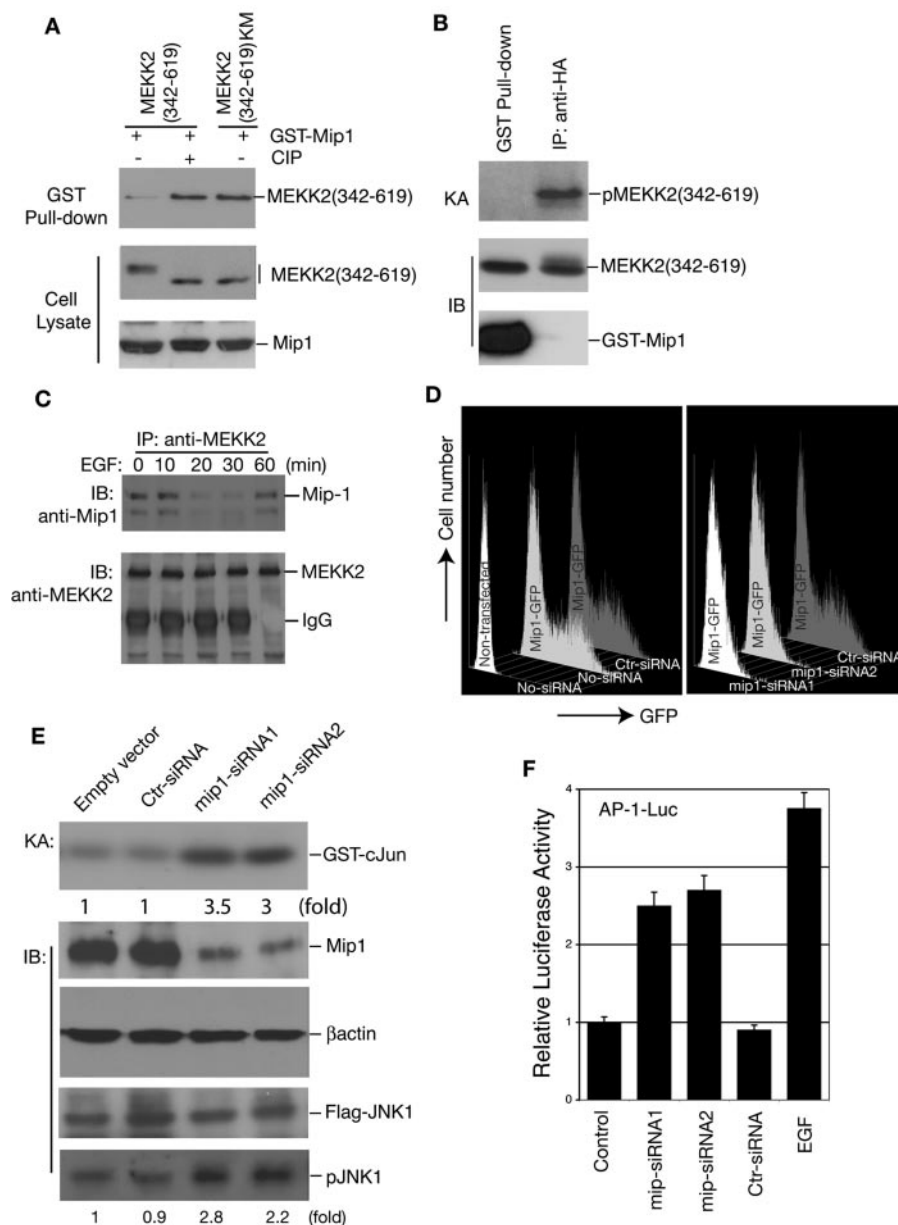 A
MEKK2
(342-619)
MEKK2
(342-619)KM
+ + + GST-Mip1
- + - CIP
GST
Pull-down
MEKK2(342-619)
Cell
Lysate
MEKK2(342-619)
Mip1
B
GST Pull-down
IP: anti-HA
KA
pMEKK2(342-619)
IB
MEKK2(342-619)
GST-Mip1
C
IP: anti-MEKK2
EGF: 0 10 20 30 60 (min)
IB:
anti-Mip1
Mip-1
IB:
anti-MEKK2
MEKK2
IgG
D
Cell number
Non-transfected
Mip1-GFP
Mip1-GFP
No-siRNA
No-siRNA
Ctr-siRNA
Mip1-GFP
Mip1-GFP
Mip1-GFP
mip1-siRNA1
mip1-siRNA2
Ctr-siRNA
GFP
E
Empty vector
Ctr-siRNA
mip1-siRNA1
mip1-siRNA2
KA:
GST-cJun
1 1 3.5 3 (fold)
IB:
Mip1
βactin
Flag-JNK1
pJNK1
1 0.9 2.8 2.2 (fold)
F
AP-1-Luc
Relative Luciferase Activity
4
3
2
1
0
Control
mip-siRNA1
mip-siRNA2
Ctr-siRNA
EGF